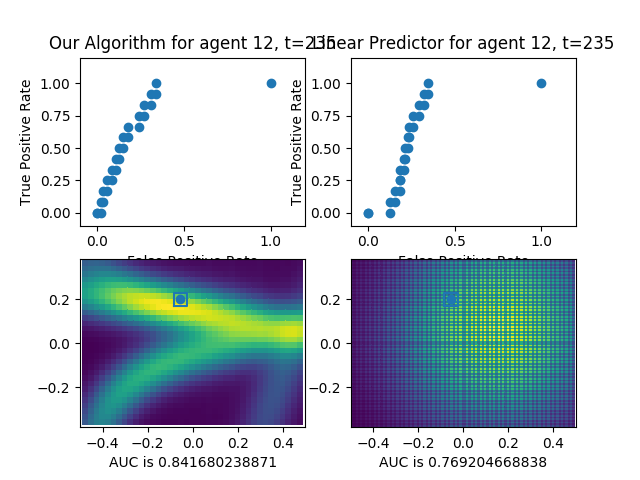 Our Algorithm for agent 12, t=235
Linear Predictor for agent 12, t=235
True Positive Rate
1.00
0.75
0.50
0.25
0.00
0.0 0.5 1.0
False Positive Rate
True Positive Rate
1.00
0.75
0.50
0.25
0.00
0.0 0.5 1.0
False Positive Rate
0.2
0.0
−0.2
−0.4 −0.2 0.0 0.2 0.4
AUC is 0.841680238871
0.2
0.0
−0.2
−0.4 −0.2 0.0 0.2 0.4
AUC is 0.769204668838